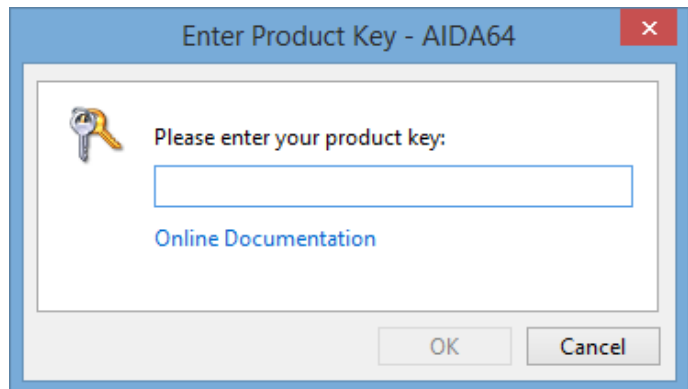 Enter Product Key - AIDA64
Please enter your product key:
Online Documentation
OK
Cancel